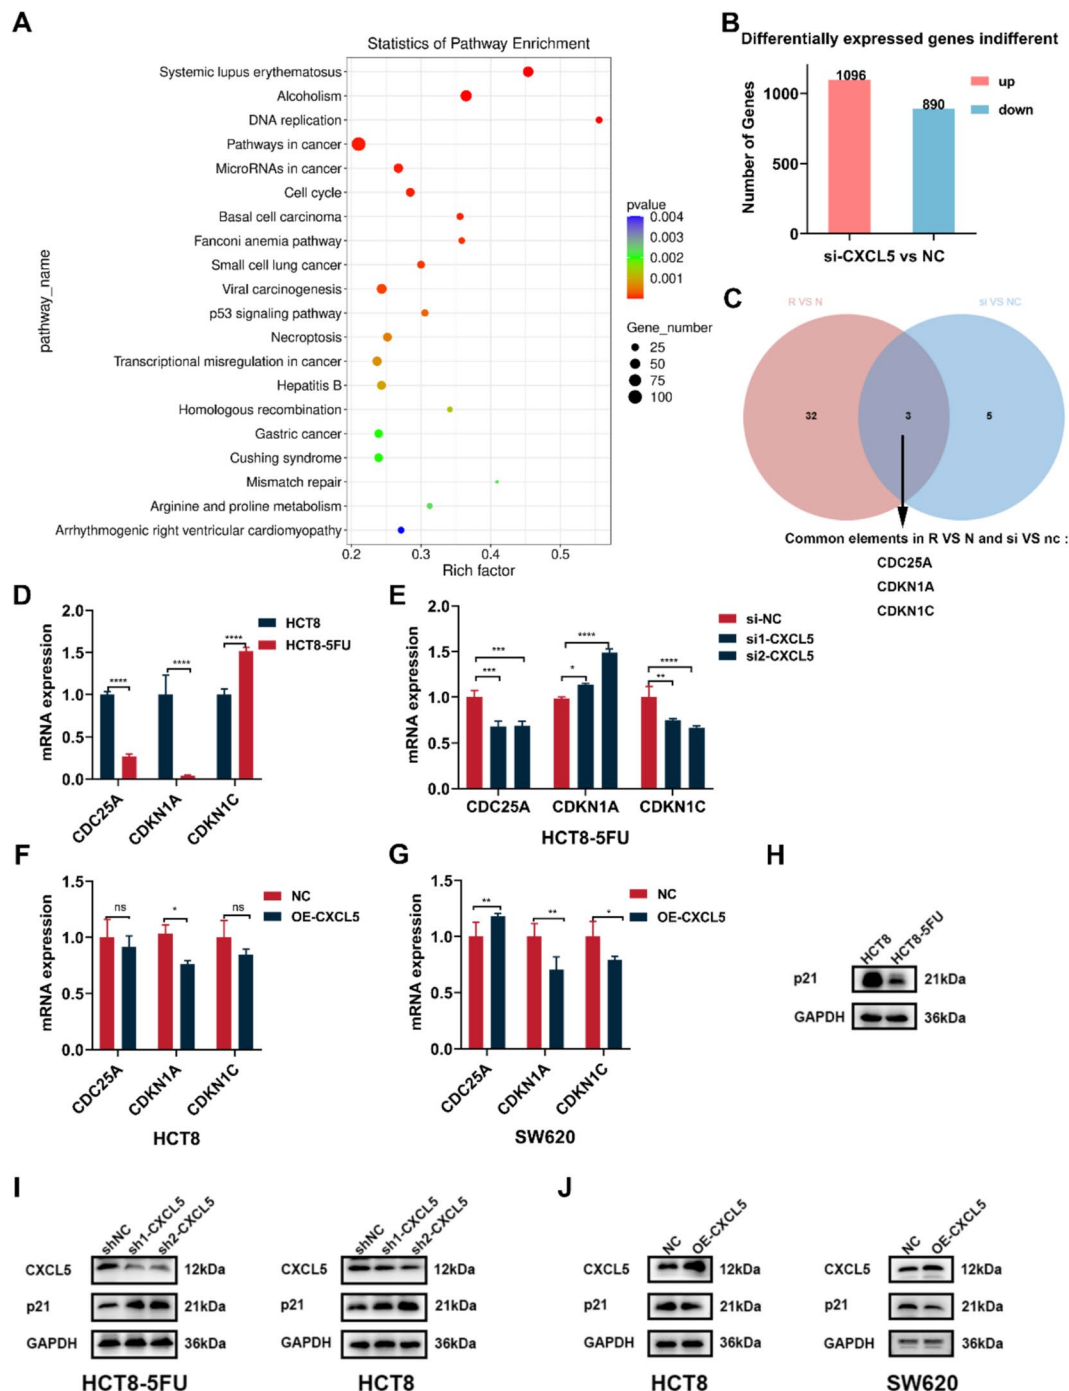 A
Statistics of Pathway Enrichment
pathway_name
Systemic lupus erythematosus
Alcoholism
DNA replication
Pathways in cancer
MicroRNAs in cancer
Cell cycle
Basal cell carcinoma
Fanconi anemia pathway
Small cell lung cancer
Viral carcinogenesis
p53 signaling pathway
Necroptosis
Transcriptional misregulation in cancer
Hepatitis B
Homologous recombination
Gastric cancer
Cushing syndrome
Mismatch repair
Arginine and proline metabolism
Arrhythmogenic right ventricular cardiomyopathy
0.2 0.3 0.4 0.5
Rich factor
pvalue
0.004
0.003
0.002
0.001
Gene_number
25
50
75
100
B
Differentially expressed genes indifferent
Number of Genes
1000
500
0
1096
890
up
down
si-CXCL5 vs NC
C
R VS N
si VS NC
32 3 5
Common elements in R VS N and si VS nc :
CDC25A
CDKN1A
CDKN1C
D
mRNA expression
2.0
1.5
1.0
0.5
0.0
**** **** ****
HCT8
HCT8-5FU
CDC25A CDKN1A CDKN1C
E
mRNA expression
2.0
1.5
1.0
0.5
0.0
*** **** ****
*** * **
si-NC
si1-CXCL5
si2-CXCL5
CDC25A CDKN1A CDKN1C
HCT8-5FU
F
mRNA expression
1.5
1.0
0.5
0.0
ns * ns
NC
OE-CXCL5
CDC25A CDKN1A CDKN1C
HCT8
G
mRNA expression
1.5
1.0
0.5
0.0
** ** *
NC
OE-CXCL5
CDC25A CDKN1A CDKN1C
SW620
H
HCT8 HCT8-5FU
p21 21kDa
GAPDH 36kDa
I
shNC sh1-CXCL5 sh2-CXCL5
CXCL5 12kDa
p21 21kDa
GAPDH 36kDa
HCT8-5FU
shNC sh1-CXCL5 sh2-CXCL5
CXCL5 12kDa
p21 21kDa
GAPDH 36kDa
HCT8
J
NC OE-CXCL5
CXCL5 12kDa
p21 21kDa
GAPDH 36kDa
HCT8
NC OE-CXCL5
CXCL5 12kDa
p21 21kDa
GAPDH 36kDa
SW620